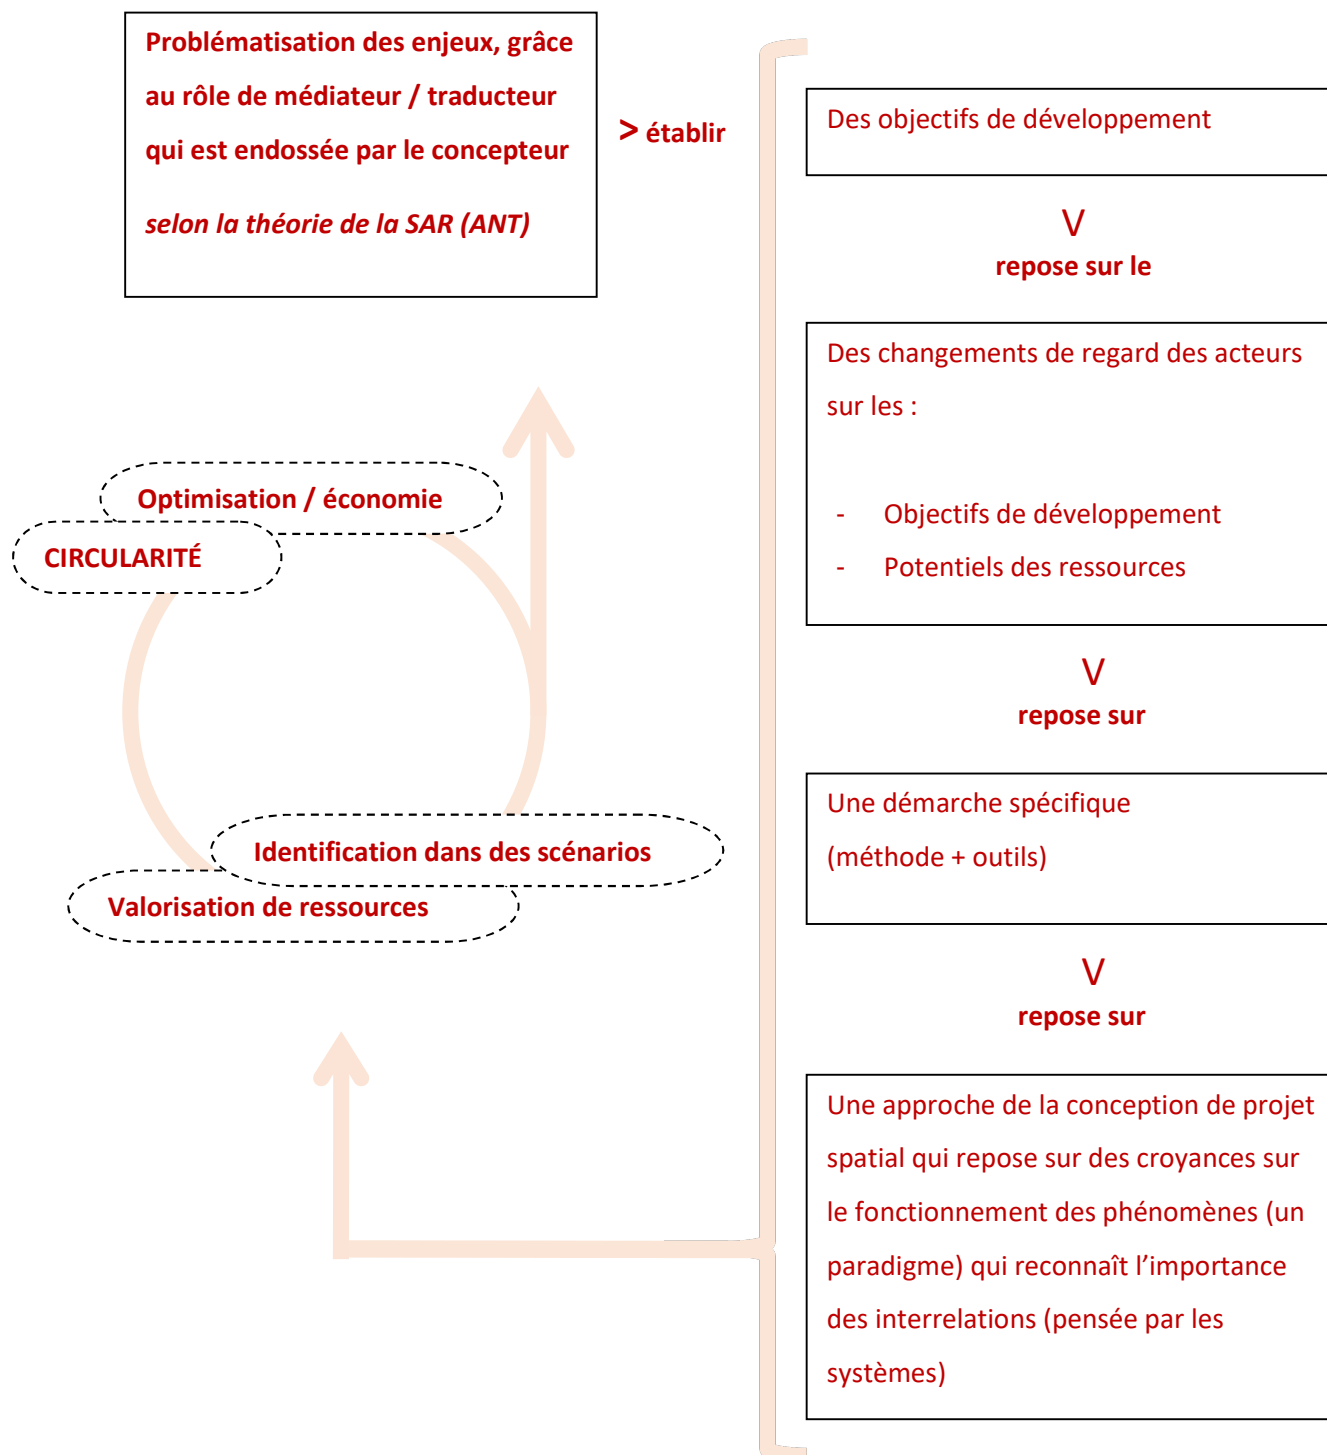 Problématisation des enjeux, grâce
au rôle de médiateur / traducteur
qui est endossée par le concepteur
selon la théorie de la SAR (ANT)
> établir
Des objectifs de développement
V
repose sur le
Des changements de regard des acteurs
sur les :
- Objectifs de développement
- Potentiels des ressources
V
repose sur
Une démarche spécifique
(méthode + outils)
V
repose sur
Une approche de la conception de projet
spatial qui repose sur des croyances sur
le fonctionnement des phénomènes (un
paradigme) qui reconnaît l’importance
des interrelations (pensée par les
systèmes)
Optimisation / économie
CIRCULARITÉ
Identification dans des scénarios
Valorisation de ressources